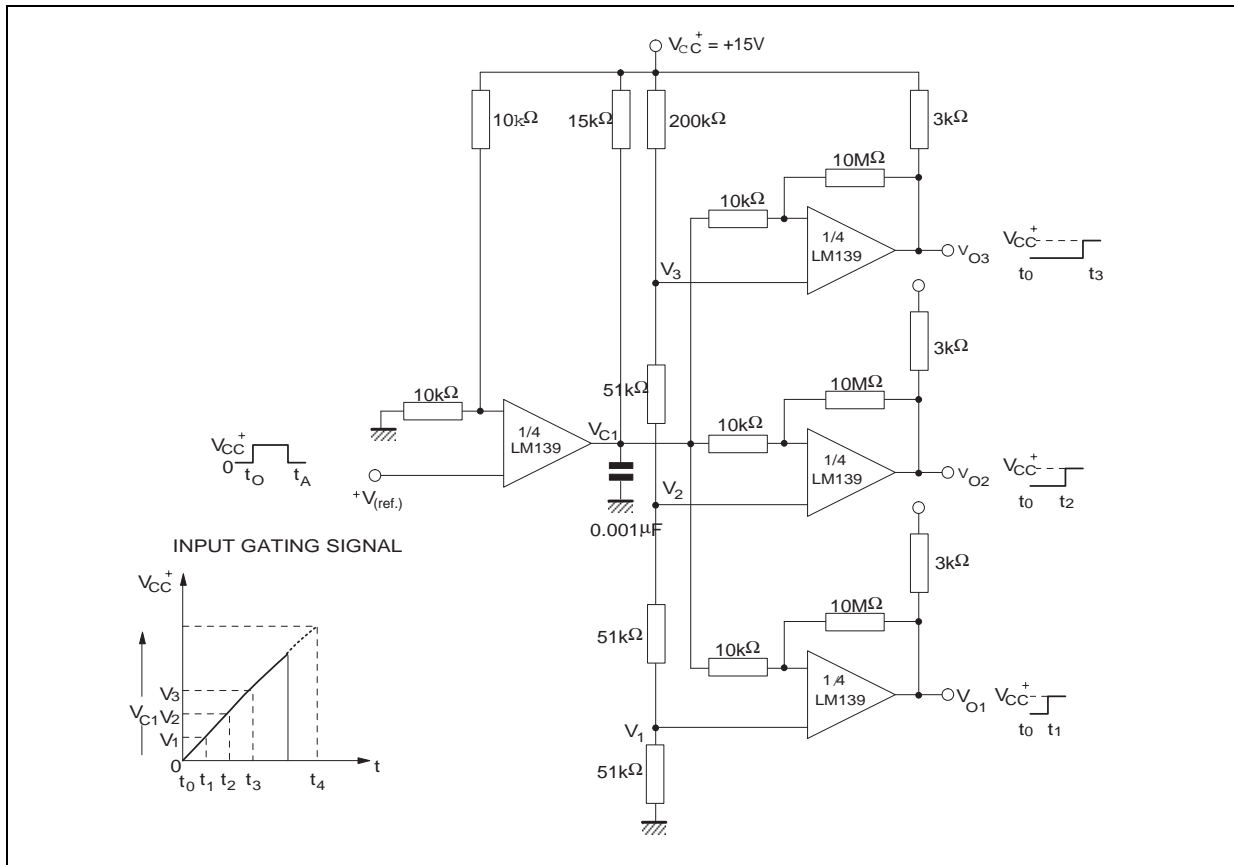 VCC+ = +15V
10kΩ
15kΩ
200kΩ
3kΩ
10MΩ
10kΩ
1/4
LM139
VO3
VCC+
t0 t3
V3
3kΩ
51kΩ
10kΩ
10MΩ
10kΩ
1/4
LM139
VC1
1/4
LM139
VO2
VCC+
t0 t2
VCC+
0
tO tA
+V(ref.)
V2
0.001µF
INPUT GATING SIGNAL
3kΩ
VCC+
10MΩ
51kΩ
10kΩ
1/4
LM139
VO1
VCC+
t0 t1
V3
VC1
V2
V1
V1
0
t
t0 t1 t2 t3 t4
51kΩ